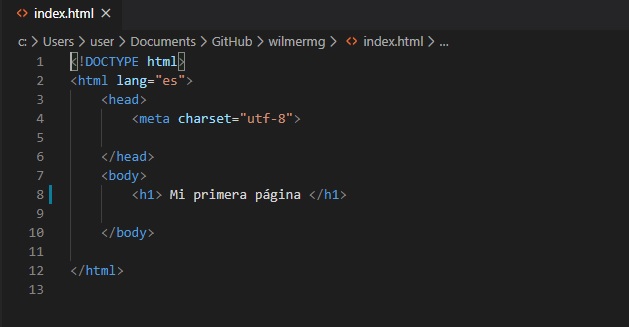 index.html
c: > Users > user > Documents > GitHub > wilmermg > index.html > ...
1 <!DOCTYPE html>
2 <html lang="es">
3     <head>
4         <meta charset="utf-8">
5
6     </head>
7     <body>
8         <h1> Mi primera página </h1>
9
10     </body>
11
12 </html>
13